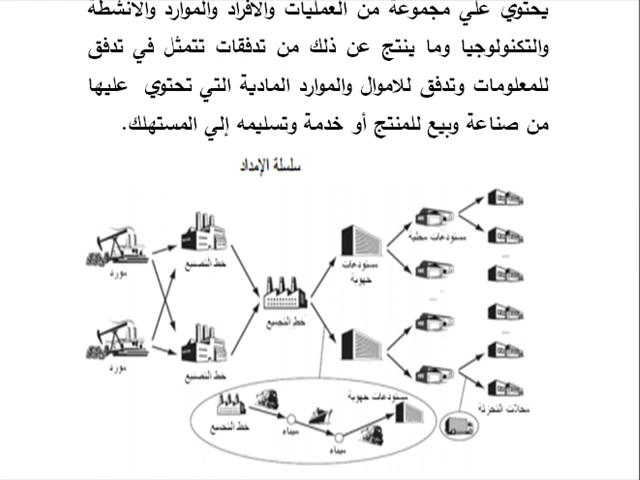 يحتوي علي مجموعة من العمليات والافراد والموارد والانشطة
والتكنولوجيا وما ينتج عن ذلك من تدفقات تتمثل في تدفق
للمعلومات وتدفق للاموال والموارد المادية التي تحتوي عليها
من صناعة وبيع للمنتج أو خدمة وتسليمه إلي المستهلك.
سلسلة الإمداد
مستودعات محلية
خط التصنيع
مستودعات
جهوية
مورد
...
...
خط التجميع
...
مورد
خط التصنيع
مستودعات جهوية
محلات التجزئة
خط التجميع
ميناء
ميناء